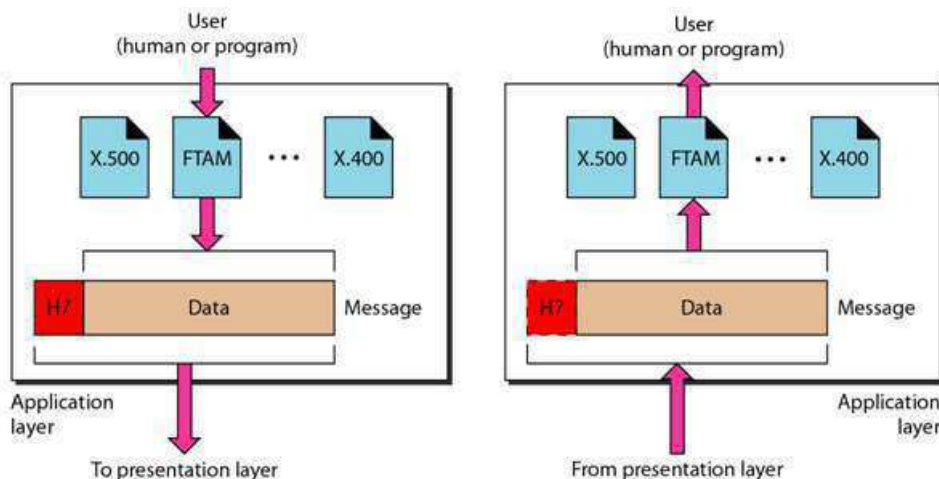 User
(human or program)
X.500
FTAM
•••
X.400
H7
Data
Message
Application
layer
To presentation layer
User
(human or program)
X.500
FTAM
•••
X.400
H7
Data
Message
Application
layer
From presentation layer